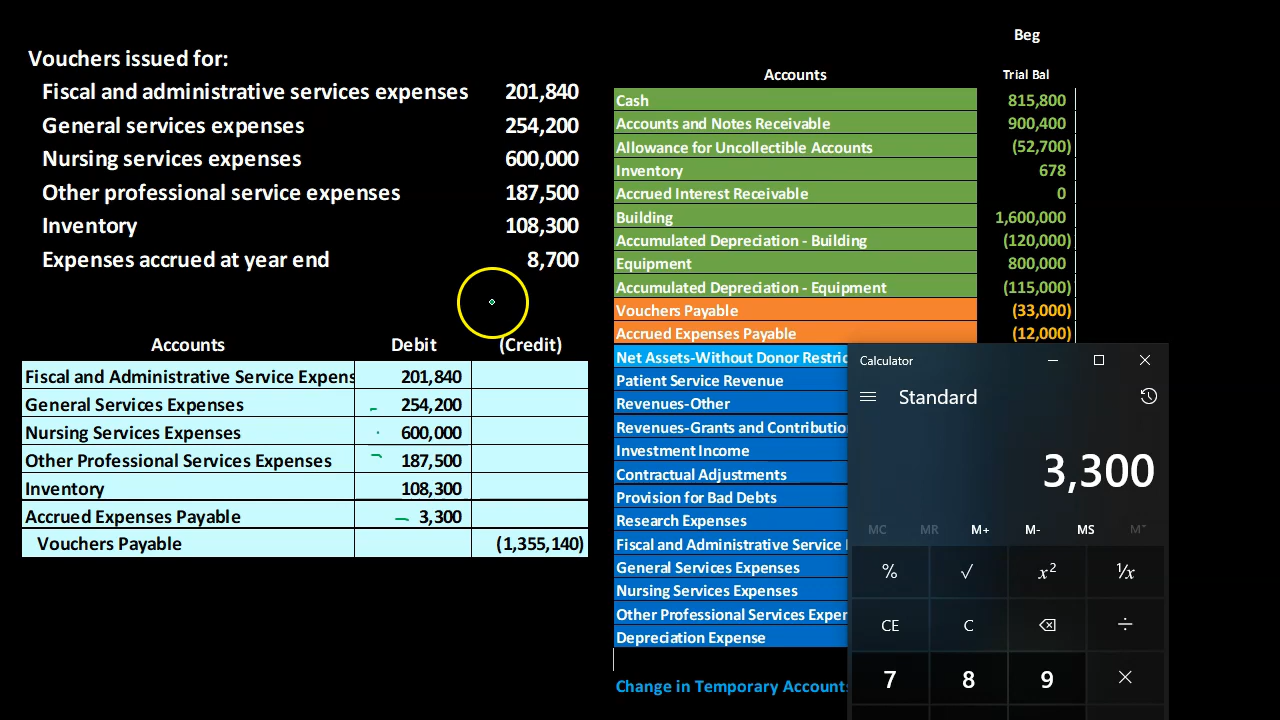 Vouchers issued for:
Fiscal and administrative services expenses 201,840
General services expenses 254,200
Nursing services expenses 600,000
Other professional service expenses 187,500
Inventory 108,300
Expenses accrued at year end 8,700
Accounts Debit (Credit)
Fiscal and Administrative Service Expens 201,840
General Services Expenses 254,200
Nursing Services Expenses 600,000
Other Professional Services Expenses 187,500
Inventory 108,300
Accrued Expenses Payable 3,300
Vouchers Payable (1,355,140)
Beg
Accounts Trial Bal
Cash 815,800
Accounts and Notes Receivable 900,400
Allowance for Uncollectible Accounts (52,700)
Inventory 678
Accrued Interest Receivable 0
Building 1,600,000
Accumulated Depreciation - Building (120,000)
Equipment 800,000
Accumulated Depreciation - Equipment (115,000)
Vouchers Payable (33,000)
Accrued Expenses Payable (12,000)
Net Assets-Without Donor Restric
Patient Service Revenue
Revenues-Other
Revenues-Grants and Contributio
Investment Income
Contractual Adjustments
Provision for Bad Debts
Research Expenses
Fiscal and Administrative Service
General Services Expenses
Nursing Services Expenses
Other Professional Services Exper
Depreciation Expense
Change in Temporary Accounts
Calculator
Standard
3,300
MC MR M+ M- MS M˅
% √ x² ¹/x
CE C ÷
7 8 9 ×